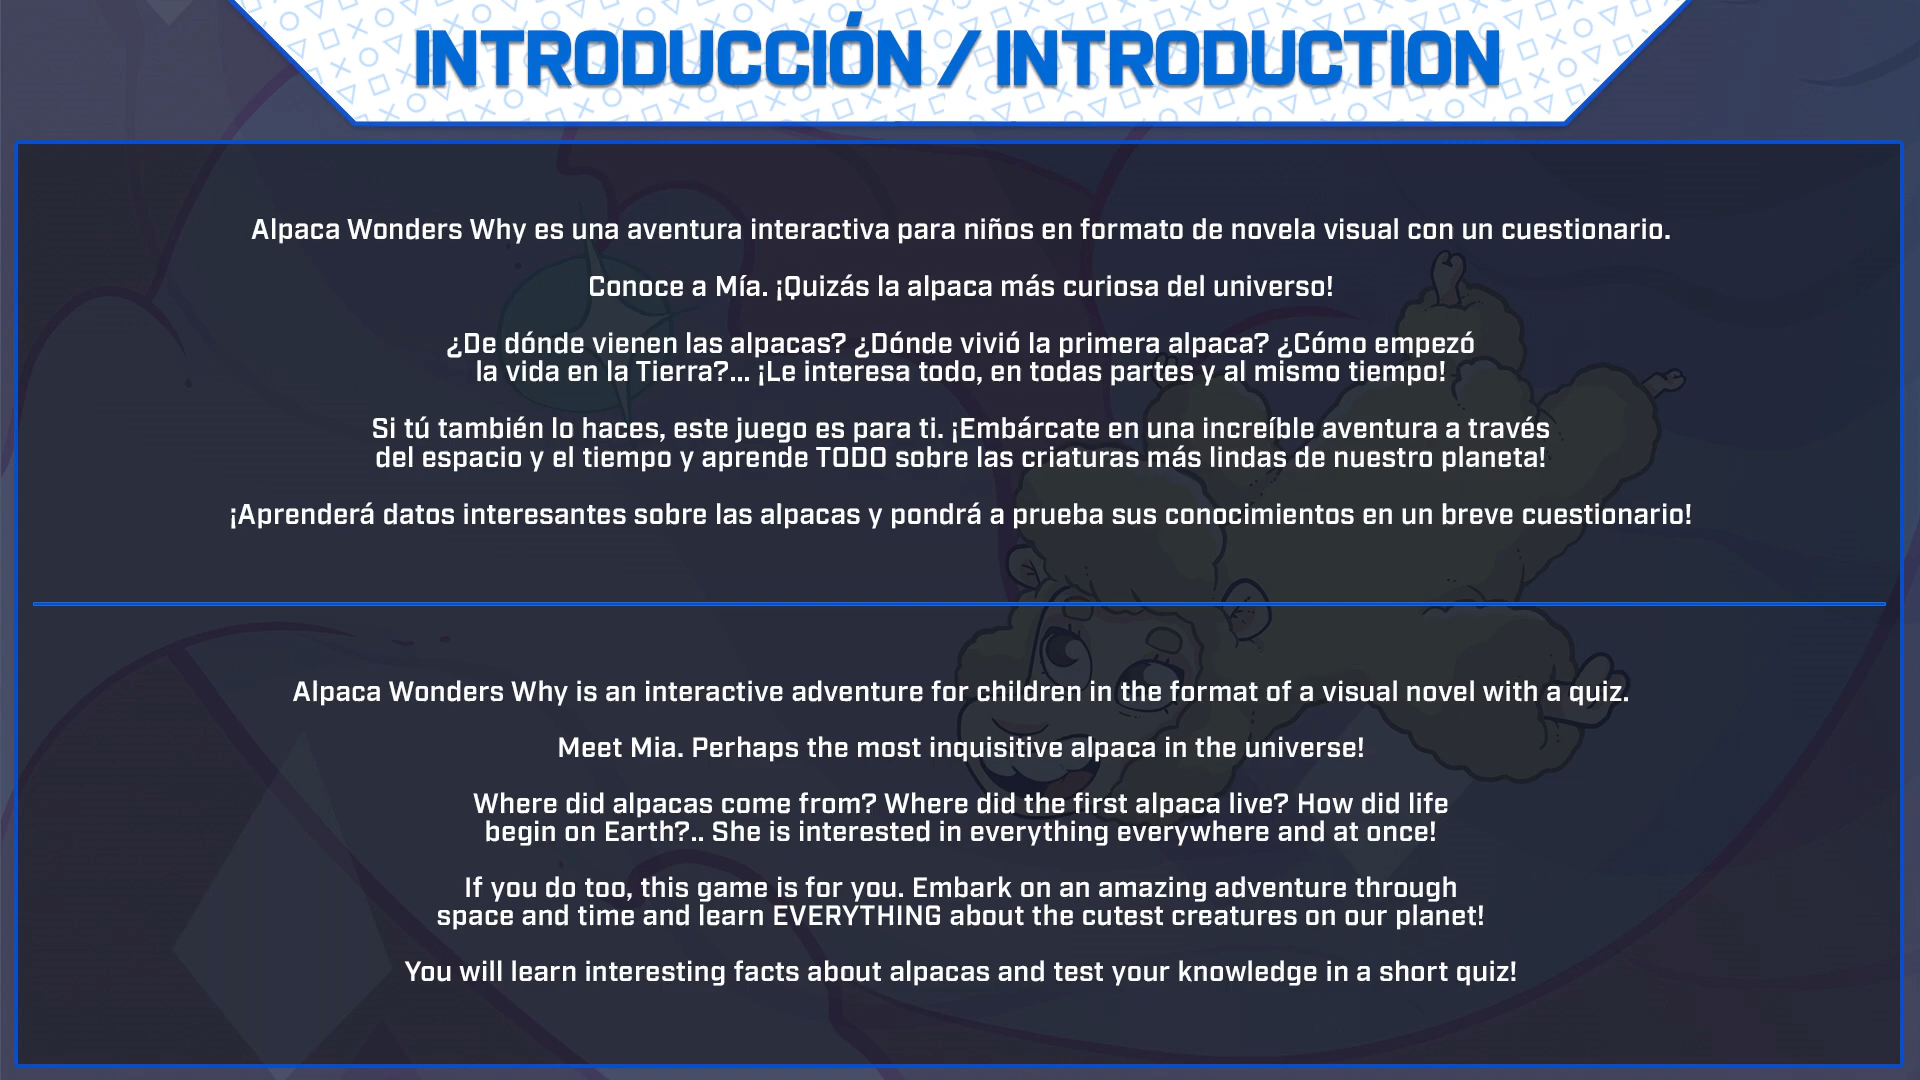 INTRODUCCIÓN / INTRODUCTION
Alpaca Wonders Why es una aventura interactiva para niños en formato de novela visual con un cuestionario.
Conoce a Mía. ¡Quizás la alpaca más curiosa del universo!
¿De dónde vienen las alpacas? ¿Dónde vivió la primera alpaca? ¿Cómo empezó
la vida en la Tierra?... ¡Le interesa todo, en todas partes y al mismo tiempo!
Si tú también lo haces, este juego es para ti. ¡Embárcate en una increíble aventura a través
del espacio y el tiempo y aprende TODO sobre las criaturas más lindas de nuestro planeta!
¡Aprenderá datos interesantes sobre las alpacas y pondrá a prueba sus conocimientos en un breve cuestionario!
Alpaca Wonders Why is an interactive adventure for children in the format of a visual novel with a quiz.
Meet Mia. Perhaps the most inquisitive alpaca in the universe!
Where did alpacas come from? Where did the first alpaca live? How did life
begin on Earth?.. She is interested in everything everywhere and at once!
If you do too, this game is for you. Embark on an amazing adventure through
space and time and learn EVERYTHING about the cutest creatures on our planet!
You will learn interesting facts about alpacas and test your knowledge in a short quiz!